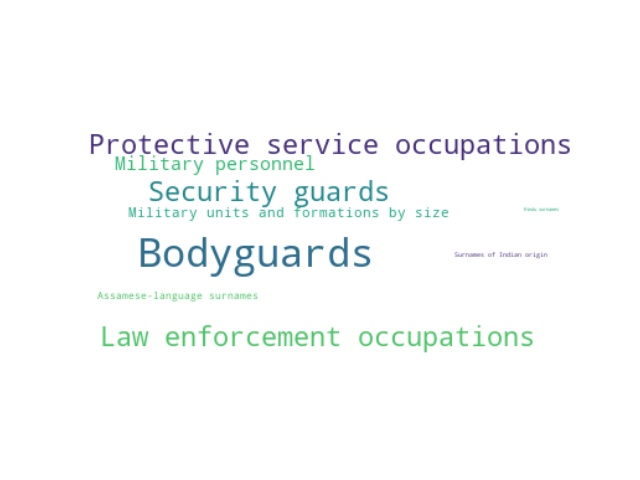 Protective service occupations
Military personnel
Security guards
Military units and formations by size
Hindu surnames
Bodyguards
Surnames of Indian origin
Assamese-language surnames
Law enforcement occupations